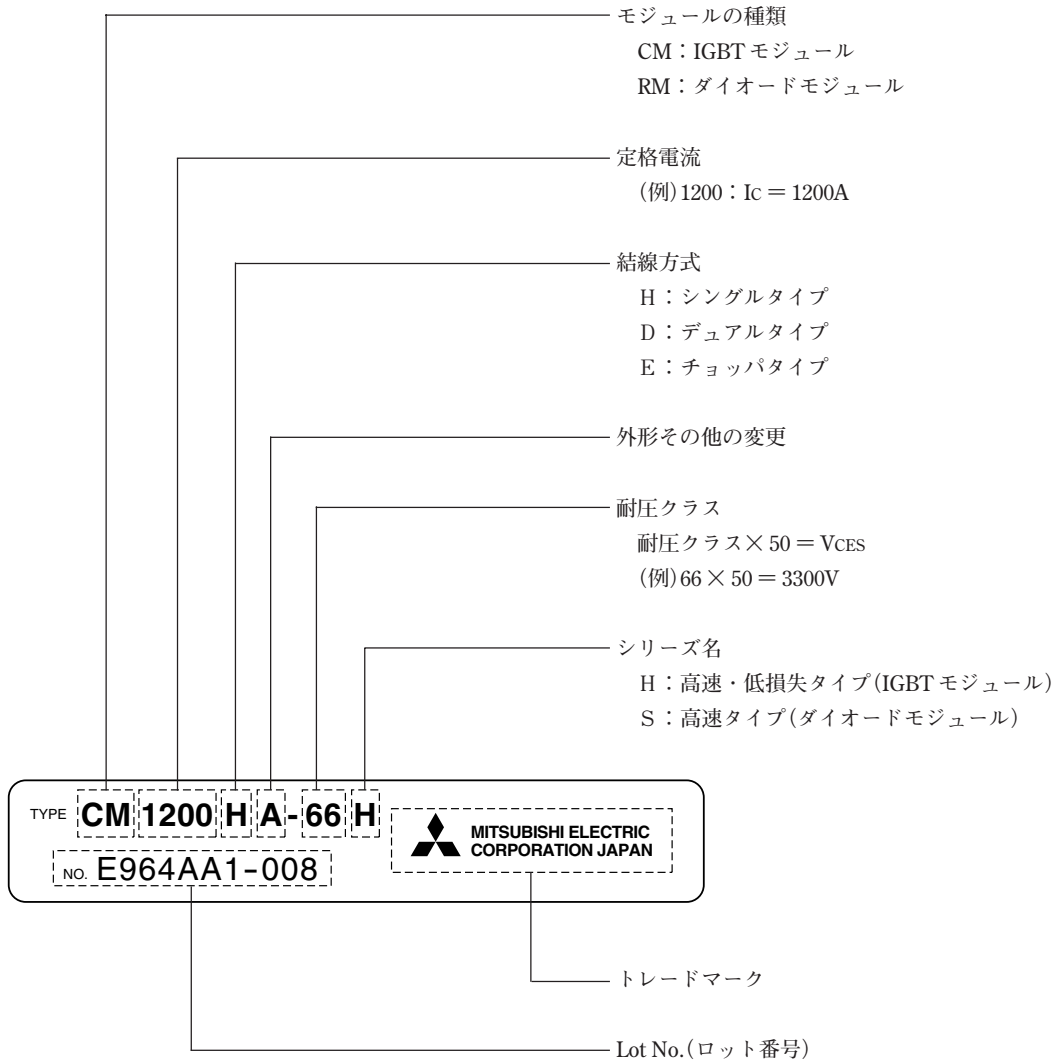 モジュールの種類
CM：IGBT モジュール
RM：ダイオードモジュール
定格電流
(例)1200：IC＝1200A
結線方式
H：シングルタイプ
D：デュアルタイプ
E：チョッパタイプ
外形その他の変更
耐圧クラス
耐圧クラス×50＝VCES
(例)66×50＝3300V
シリーズ名
H：高速・低損失タイプ(IGBT モジュール)
S：高速タイプ(ダイオードモジュール)
TYPE CM 1200 H A - 66 H
MITSUBISHI ELECTRIC
CORPORATION JAPAN
NO. E964AA1-008
トレードマーク
Lot No.(ロット番号)